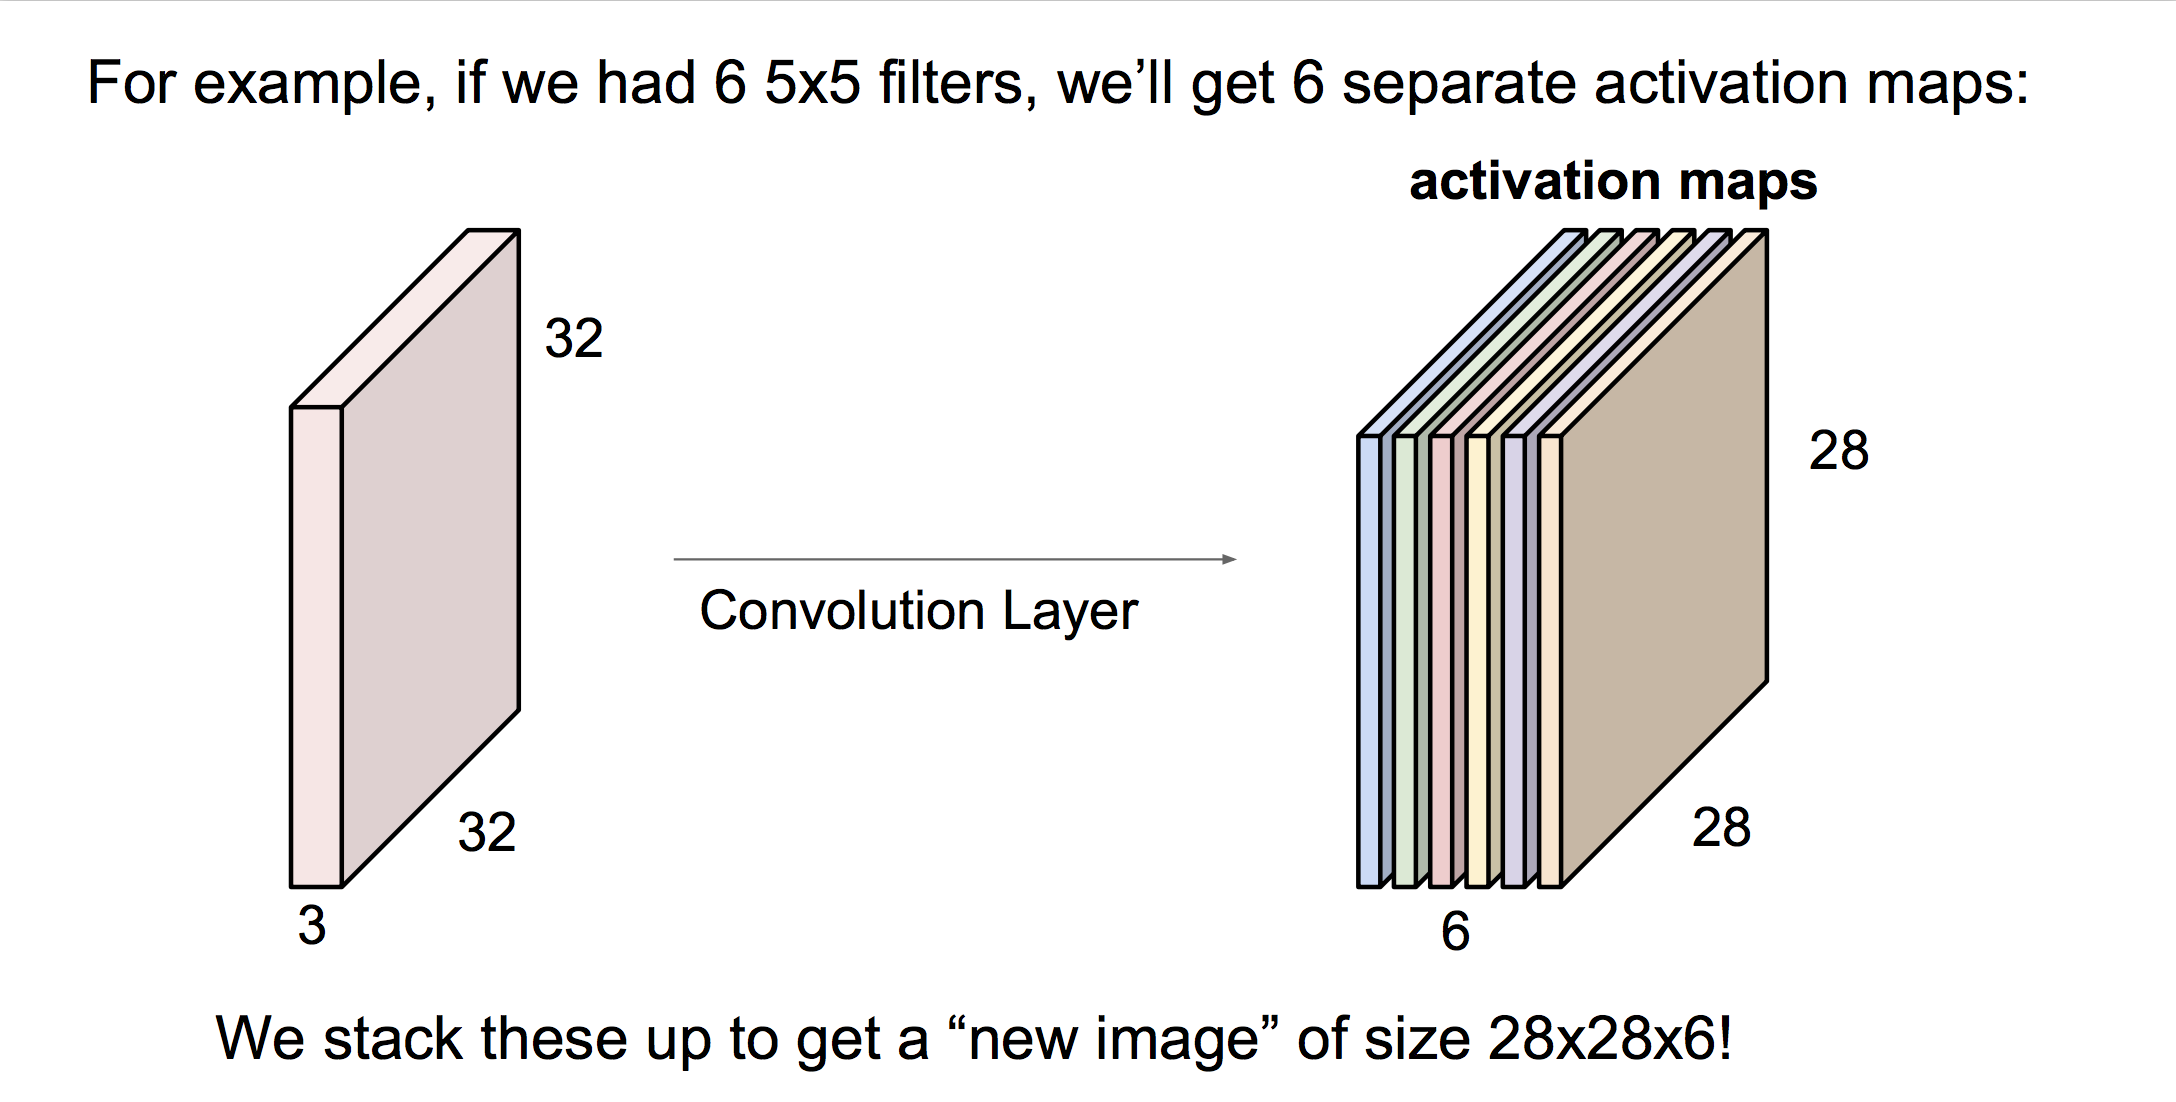 For example, if we had 6 5x5 filters, we’ll get 6 separate activation maps:
activation maps
32
32
3
Convolution Layer
28
28
6
We stack these up to get a “new image” of size 28x28x6!